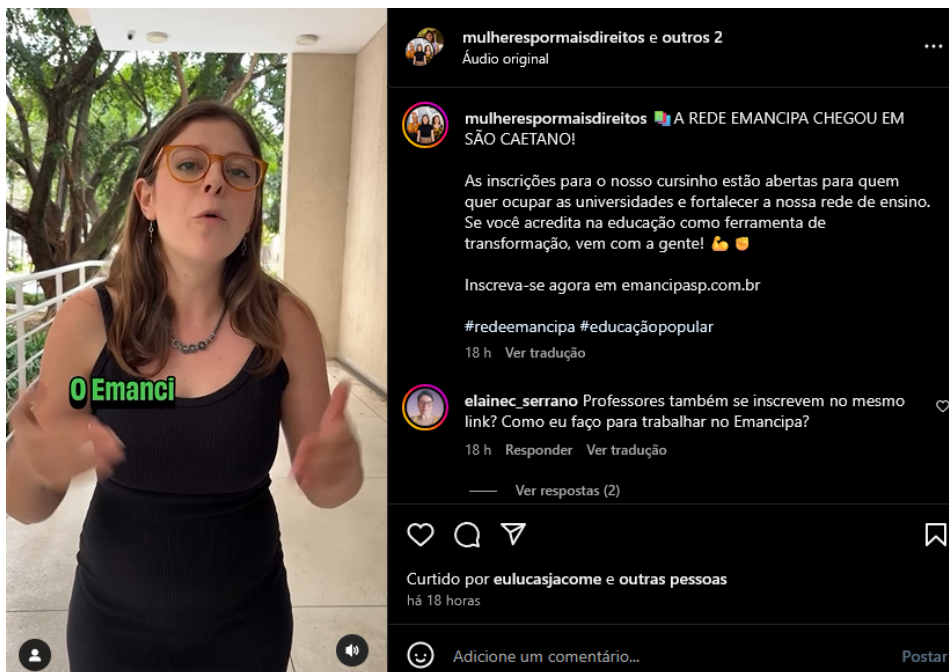 mulherespormaisdireitos e outros 2
Áudio original
mulherespormaisdireitos 📚A REDE EMANCIPA CHEGOU EM
SÃO CAETANO!
As inscrições para o nosso cursinho estão abertas para quem
quer ocupar as universidades e fortalecer a nossa rede de ensino.
Se você acredita na educação como ferramenta de
transformação, vem com a gente! 💪✊
Inscreva-se agora em emancipasp.com.br
#redeemancipa #educaçãopopular
18 h Ver tradução
O Emanci
elainec_serrano Professores também se inscrevem no mesmo
link? Como eu faço para trabalhar no Emancipa?
18 h Responder Ver tradução
Ver respostas (2)
Curtido por eulucasjacome e outras pessoas
há 18 horas
Adicione um comentário...
Postar